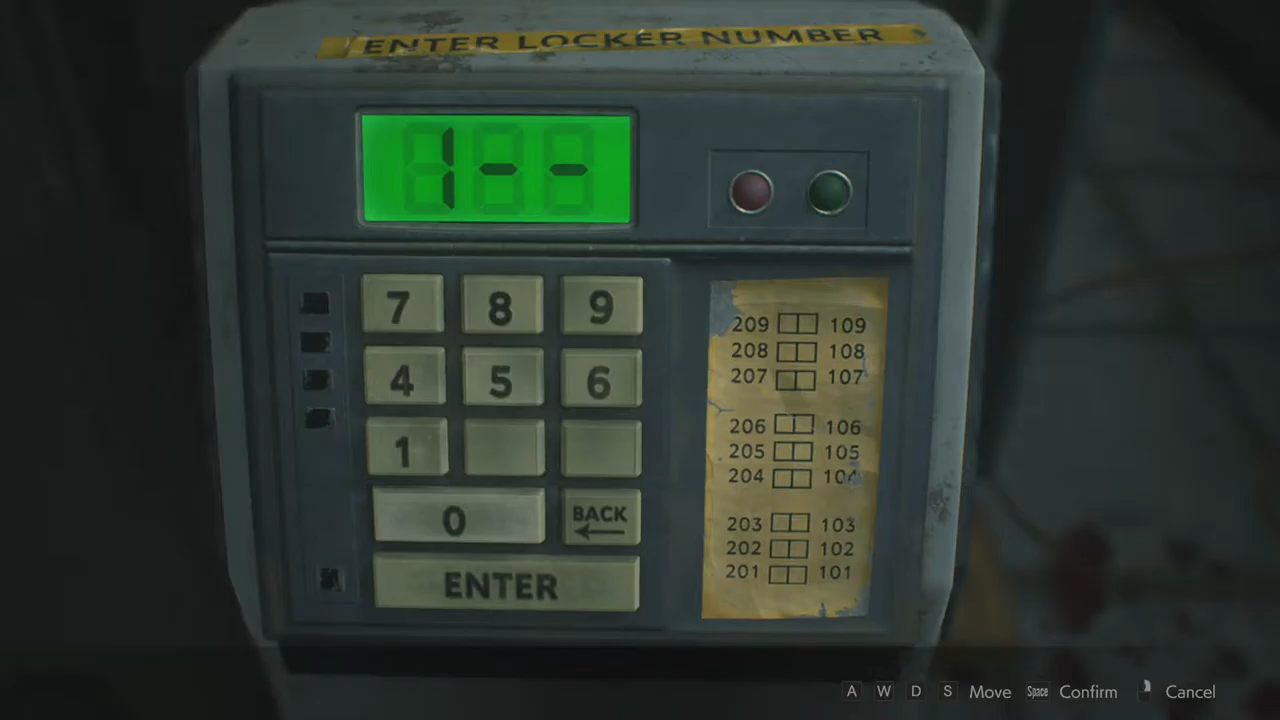 ENTER LOCKER NUMBER
1--
7 8 9
4 5 6
1
0 BACK
ENTER
209 109
208 108
207 107
206 106
205 105
204 104
203 103
202 102
201 101
A W D S Move Space Confirm Cancel